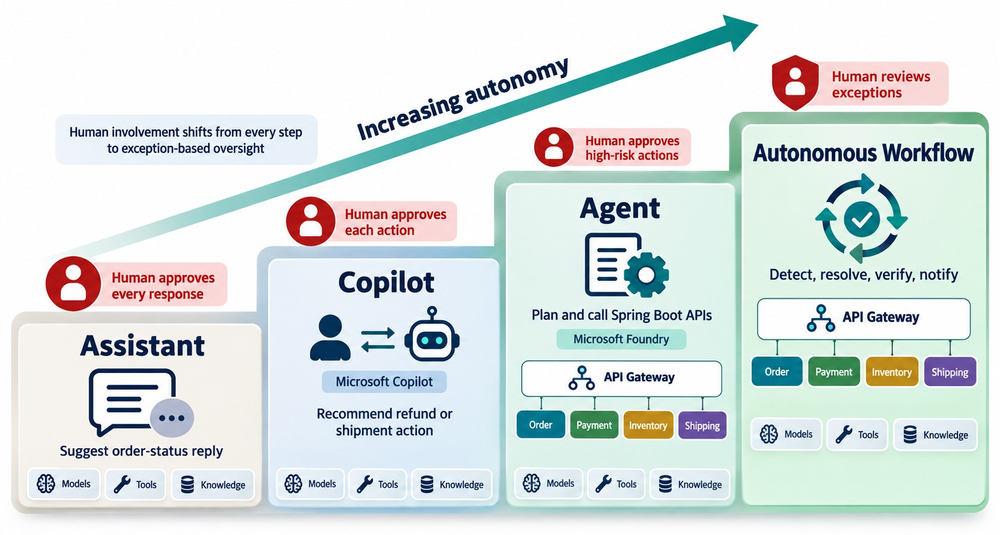 Increasing autonomy
Human involvement shifts from every step
to exception-based oversight
Human approves
every response
Assistant
Suggest order-status reply
Models
Tools
Knowledge
Human approves
each action
Copilot
Microsoft Copilot
Recommend refund or
shipment action
Models
Tools
Knowledge
Human approves
high-risk actions
Agent
Plan and call Spring Boot APIs
Microsoft Foundry
API Gateway
Order
Payment
Inventory
Shipping
Models
Tools
Knowledge
Human reviews
exceptions
Autonomous Workflow
Detect, resolve, verify, notify
API Gateway
Order
Payment
Inventory
Shipping
Models
Tools
Knowledge